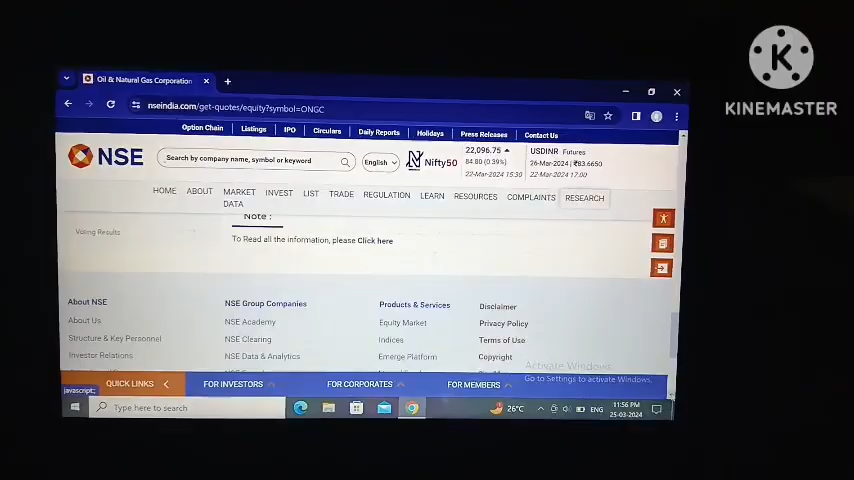 K
KINEMASTER
Oil & Natural Gas Corporation
nseindia.com/get-quotes/equity?symbol=ONGC
Option Chain Listings IPO Circulars Daily Reports Holidays Press Releases Contact Us
NSE
Search by company name, symbol or keyword
English
Nifty50
22,096.75
84.80 (0.39%)
22-Mar-2024 15:30
USDINR Futures
26-Mar-2024 | ₹83.6650
22-Mar-2024 17:00
HOME ABOUT MARKET DATA INVEST LIST TRADE REGULATION LEARN RESOURCES COMPLAINTS RESEARCH
Note :
Voting Results
To Read all the information, please Click here
About NSE
About Us
Structure & Key Personnel
Investor Relations
NSE Group Companies
NSE Academy
NSE Clearing
NSE Data & Analytics
Products & Services
Equity Market
Indices
Emerge Platform
Disclaimer
Privacy Policy
Terms of Use
Copyright
Activate Windows
Go to Settings to activate Windows.
QUICK LINKS FOR INVESTORS FOR CORPORATES FOR MEMBERS
javascript:;
Type here to search
26°C
ENG
11:56 PM
25-03-2024